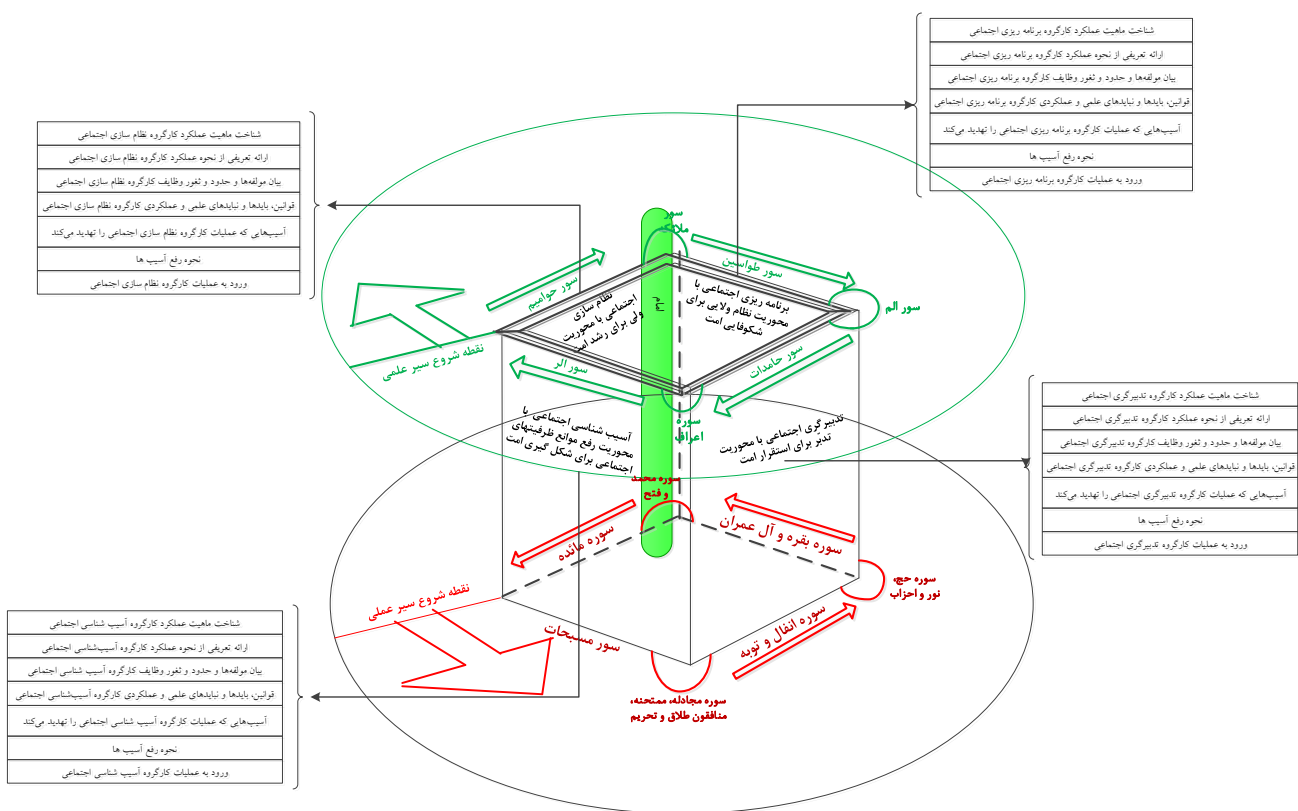 شناخت ماهیت عملکرد کارگروه برنامه ریزی اجتماعی
ارائه تعریفی از نحوه عملکرد کارگروه برنامه ریزی اجتماعی
بیان مولفه‌ها و حدود و ثغور وظایف کارگروه برنامه ریزی اجتماعی
قوانین، بایدها و نبایدهای علمی و عملکردی کارگروه برنامه ریزی اجتماعی
آسیب‌هایی که عملیات کارگروه برنامه ریزی اجتماعی را تهدید می‌کند
نحوه رفع آسیب ها
ورود به عملیات کارگروه برنامه ریزی اجتماعی
شناخت ماهیت عملکرد کارگروه نظام سازی اجتماعی
ارائه تعریفی از نحوه عملکرد کارگروه نظام سازی اجتماعی
بیان مولفه‌ها و حدود و ثغور وظایف کارگروه نظام سازی اجتماعی
قوانین، بایدها و نبایدهای علمی و عملکردی کارگروه نظام سازی اجتماعی
آسیب‌هایی که عملیات کارگروه نظام سازی اجتماعی را تهدید می‌کند
نحوه رفع آسیب ها
ورود به عملیات کارگروه نظام سازی اجتماعی
سور
ملائکه
سور طواسین
سور حوامیم
امام
برنامه ریزی اجتماعی با
محوریت نظام ولایی برای
شکوفایی امت
نظام سازی
اجتماعی با محوریت
ولی برای رشد امت
سور الم
سور حامدات
سور الر
نقطه شروع سیر علمی
سوره
اعراف
تدبیرگری اجتماعی با محوریت
تدبّر برای استقرار امت
آسیب شناسی اجتماعی با
محوریت رفع موانع ظرفیتهای
اجتماعی برای شکل گیری امت
شناخت ماهیت عملکرد کارگروه تدبیرگری اجتماعی
ارائه تعریفی از نحوه عملکرد کارگروه تدبیرگری اجتماعی
بیان مولفه‌ها و حدود و ثغور وظایف کارگروه تدبیرگری اجتماعی
قوانین، بایدها و نبایدهای علمی و عملکردی کارگروه تدبیرگری اجتماعی
آسیب‌هایی که عملیات کارگروه تدبیرگری اجتماعی را تهدید می‌کند
نحوه رفع آسیب ها
ورود به عملیات کارگروه تدبیرگری اجتماعی
سوره محمد
و فتح
سوره بقره و آل عمران
سوره مائده
سوره حج،
نور و احزاب
نقطه شروع سیر عملی
سور مسبحات
سوره انفال و توبه
سوره مجادله، ممتحنه،
منافقون طلاق و تحریم
شناخت ماهیت عملکرد کارگروه آسیب شناسی اجتماعی
ارائه تعریفی از نحوه عملکرد کارگروه آسیب‌شناسی اجتماعی
بیان مولفه‌ها و حدود و ثغور وظایف کارگروه آسیب شناسی اجتماعی
قوانین، بایدها و نبایدهای علمی و عملکردی کارگروه آسیب‌شناسی اجتماعی
آسیب‌هایی که عملیات کارگروه آسیب شناسی اجتماعی را تهدید می‌کند
نحوه رفع آسیب ها
ورود به عملیات کارگروه آسیب شناسی اجتماعی